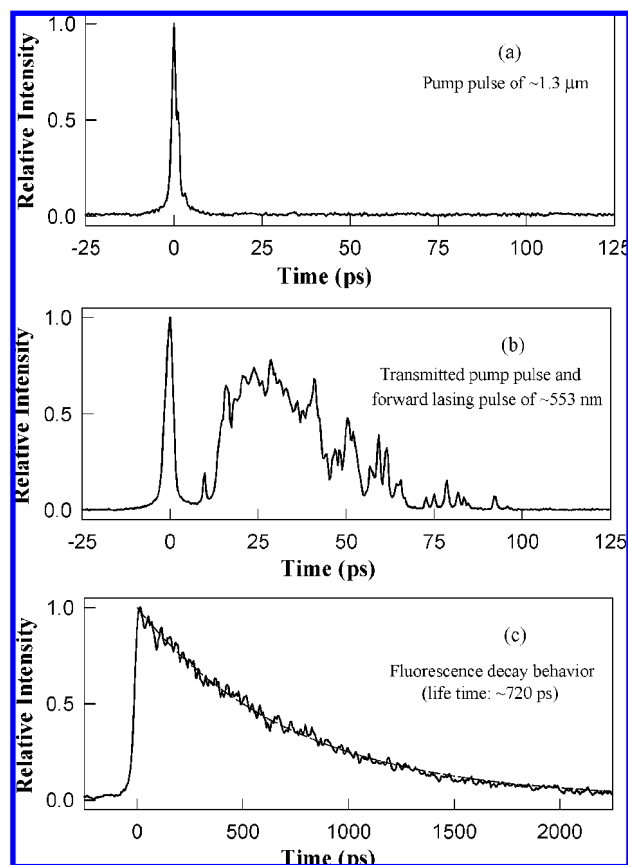 (a)
Pump pulse of ~1.3 μm
Relative Intensity
1.0
0.5
0.0
-25 0 25 50 75 100 125
Time (ps)
(b)
Transmitted pump pulse and
forward lasing pulse of ~553 nm
Relative Intensity
1.0
0.5
0.0
-25 0 25 50 75 100 125
Time (ps)
(c)
Fluorescence decay behavior
(life time: ~720 ps)
Relative Intensity
1.0
0.5
0.0
0 500 1000 1500 2000
Time (ps)